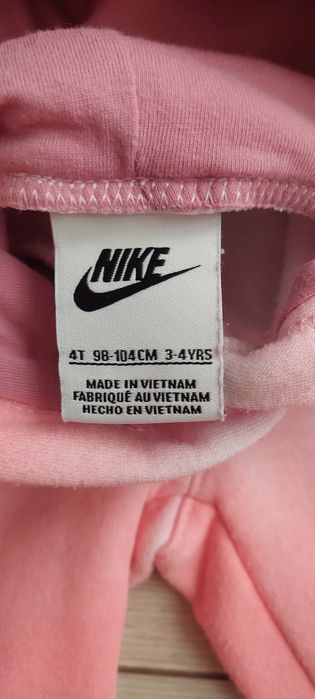 NIKE
4T 98-104CM 3-4YRS
MADE IN VIETNAM
FABRIQUÉ AU VIETNAM
HECHO EN VIETNAM